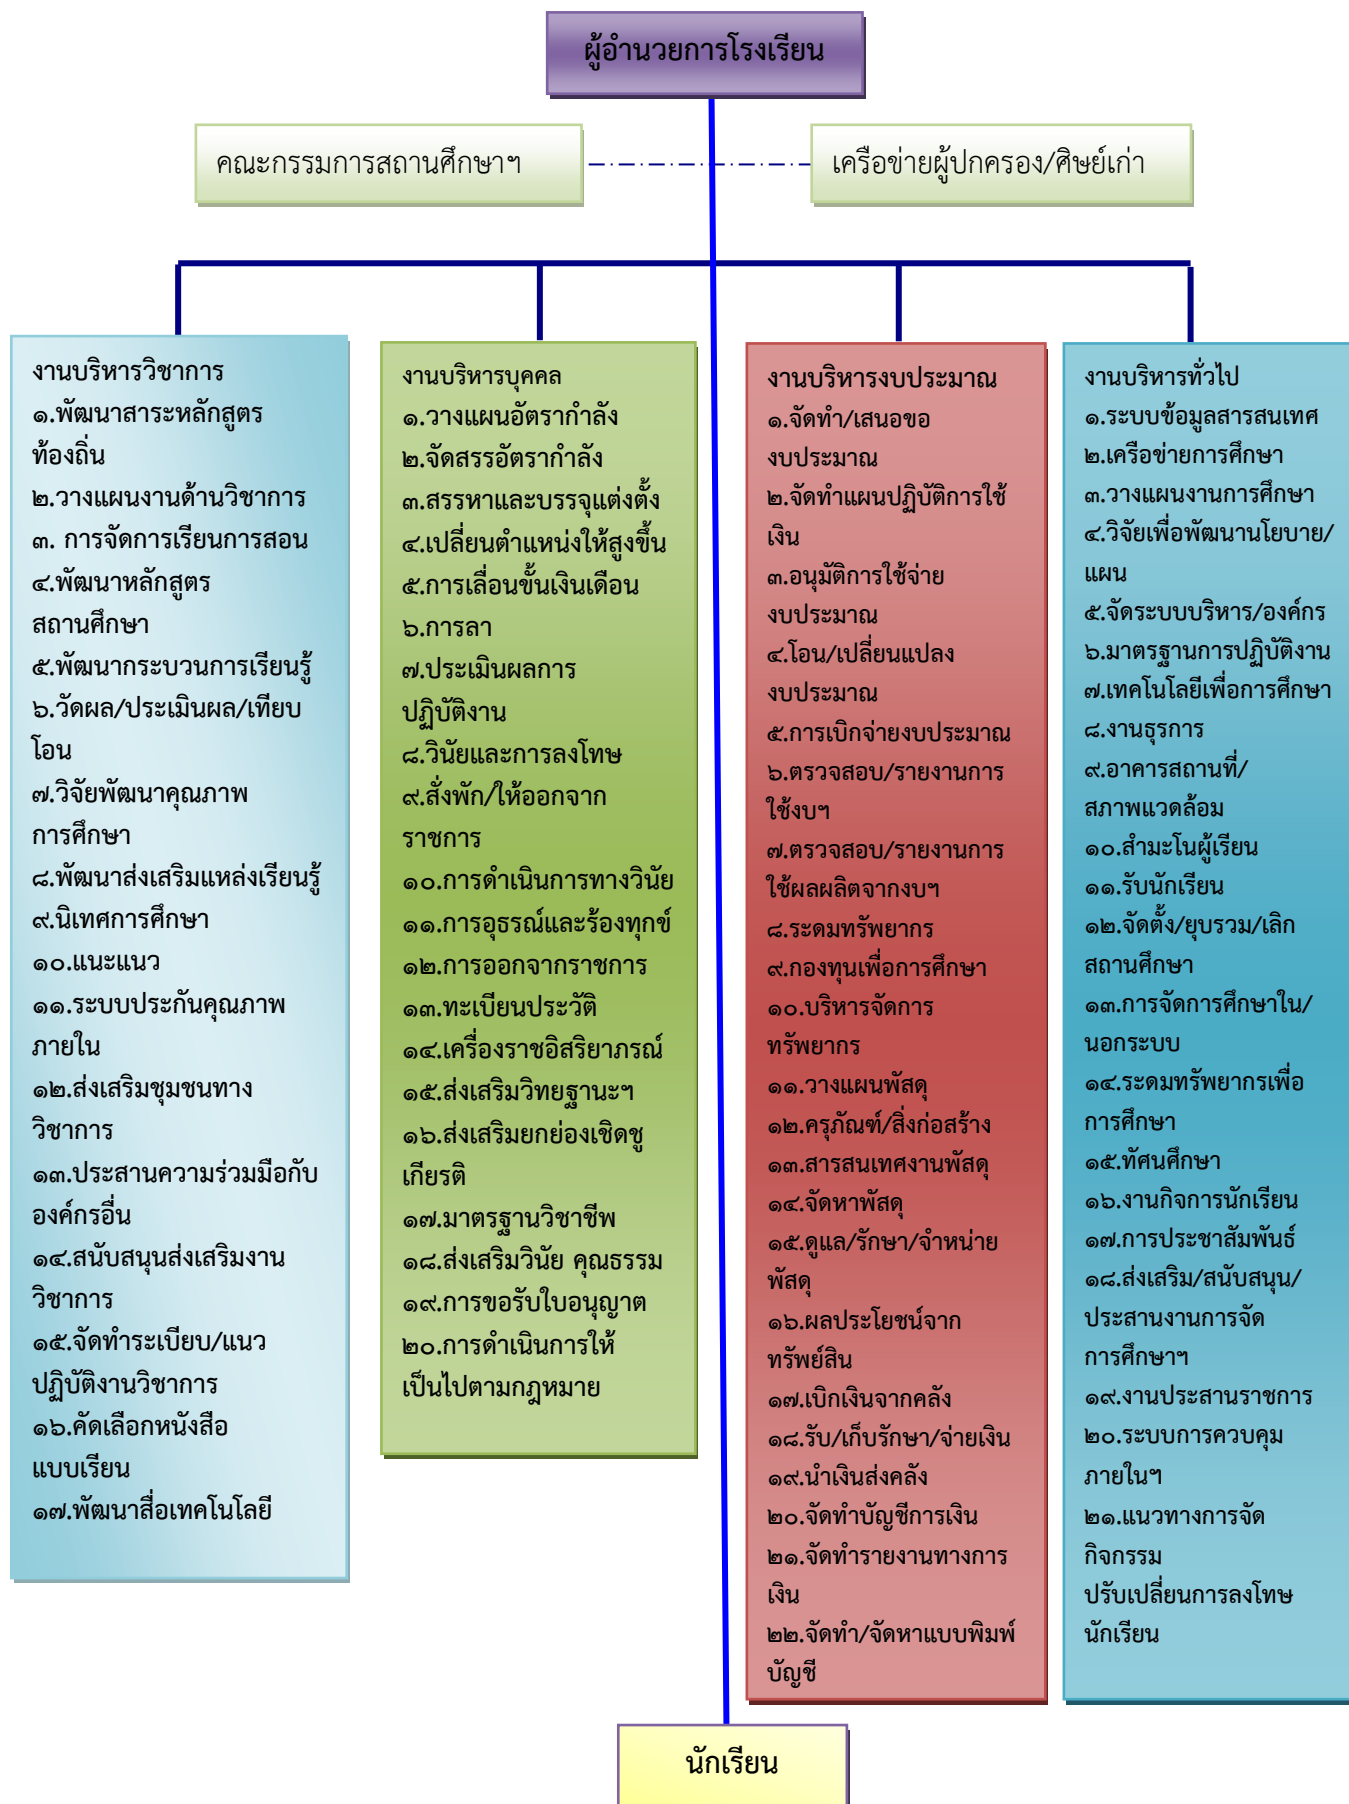 ผู้อำนวยการโรงเรียน
คณะกรรมการสถานศึกษาฯ
เครือข่ายผู้ปกครอง/ศิษย์เก่า
งานบริหารวิชาการ
๑.พัฒนาสาระหลักสูตร
ท้องถิ่น
๒.วางแผนงานด้านวิชาการ
๓. การจัดการเรียนการสอน
๔.พัฒนาหลักสูตร
สถานศึกษา
๕.พัฒนากระบวนการเรียนรู้
๖.วัดผล/ประเมินผล/เทียบ
โอน
๗.วิจัยพัฒนาคุณภาพ
การศึกษา
๘.พัฒนาส่งเสริมแหล่งเรียนรู้
๙.นิเทศการศึกษา
๑๐.แนะแนว
๑๑.ระบบประกันคุณภาพ
ภายใน
๑๒.ส่งเสริมชุมชนทาง
วิชาการ
๑๓.ประสานความร่วมมือกับ
องค์กรอื่น
๑๔.สนับสนุนส่งเสริมงาน
วิชาการ
๑๕.จัดทำระเบียบ/แนว
ปฏิบัติงานวิชาการ
๑๖.คัดเลือกหนังสือ
แบบเรียน
๑๗.พัฒนาสื่อเทคโนโลยี
งานบริหารบุคคล
๑.วางแผนอัตรากำลัง
๒.จัดสรรอัตรากำลัง
๓.สรรหาและบรรจุแต่งตั้ง
๔.เปลี่ยนตำแหน่งให้สูงขึ้น
๕.การเลื่อนขั้นเงินเดือน
๖.การลา
๗.ประเมินผลการ
ปฏิบัติงาน
๘.วินัยและการลงโทษ
๙.สั่งพัก/ให้ออกจาก
ราชการ
๑๐.การดำเนินการทางวินัย
๑๑.การอุธรณ์และร้องทุกข์
๑๒.การออกจากราชการ
๑๓.ทะเบียนประวัติ
๑๔.เครื่องราชอิสริยาภรณ์
๑๕.ส่งเสริมวิทยฐานะฯ
๑๖.ส่งเสริมยกย่องเชิดชู
เกียรติ
๑๗.มาตรฐานวิชาชีพ
๑๘.ส่งเสริมวินัย คุณธรรม
๑๙.การขอรับใบอนุญาต
๒๐.การดำเนินการให้
เป็นไปตามกฎหมาย
งานบริหารงบประมาณ
๑.จัดทำ/เสนอขอ
งบประมาณ
๒.จัดทำแผนปฏิบัติการใช้
เงิน
๓.อนุมัติการใช้จ่าย
งบประมาณ
๔.โอน/เปลี่ยนแปลง
งบประมาณ
๕.การเบิกจ่ายงบประมาณ
๖.ตรวจสอบ/รายงานการ
ใช้งบฯ
๗.ตรวจสอบ/รายงานการ
ใช้ผลผลิตจากงบฯ
๘.ระดมทรัพยากร
๙.กองทุนเพื่อการศึกษา
๑๐.บริหารจัดการ
ทรัพยากร
๑๑.วางแผนพัสดุ
๑๒.ครุภัณฑ์/สิ่งก่อสร้าง
๑๓.สารสนเทศงานพัสดุ
๑๔.จัดหาพัสดุ
๑๕.ดูแล/รักษา/จำหน่าย
พัสดุ
๑๖.ผลประโยชน์จาก
ทรัพย์สิน
๑๗.เบิกเงินจากคลัง
๑๘.รับ/เก็บรักษา/จ่ายเงิน
๑๙.นำเงินส่งคลัง
๒๐.จัดทำบัญชีการเงิน
๒๑.จัดทำรายงานทางการ
เงิน
๒๒.จัดทำ/จัดหาแบบพิมพ์
บัญชี
งานบริหารทั่วไป
๑.ระบบข้อมูลสารสนเทศ
๒.เครือข่ายการศึกษา
๓.วางแผนงานการศึกษา
๔.วิจัยเพื่อพัฒนานโยบาย/
แผน
๕.จัดระบบบริหาร/องค์กร
๖.มาตรฐานการปฏิบัติงาน
๗.เทคโนโลยีเพื่อการศึกษา
๘.งานธุรการ
๙.อาคารสถานที่/
สภาพแวดล้อม
๑๐.สำมะโนผู้เรียน
๑๑.รับนักเรียน
๑๒.จัดตั้ง/ยุบรวม/เลิก
สถานศึกษา
๑๓.การจัดการศึกษาใน/
นอกระบบ
๑๔.ระดมทรัพยากรเพื่อ
การศึกษา
๑๕.ทัศนศึกษา
๑๖.งานกิจการนักเรียน
๑๗.การประชาสัมพันธ์
๑๘.ส่งเสริม/สนับสนุน/
ประสานงานการจัด
การศึกษาฯ
๑๙.งานประสานราชการ
๒๐.ระบบการควบคุม
ภายในฯ
๒๑.แนวทางการจัด
กิจกรรม
ปรับเปลี่ยนการลงโทษ
นักเรียน
นักเรียน